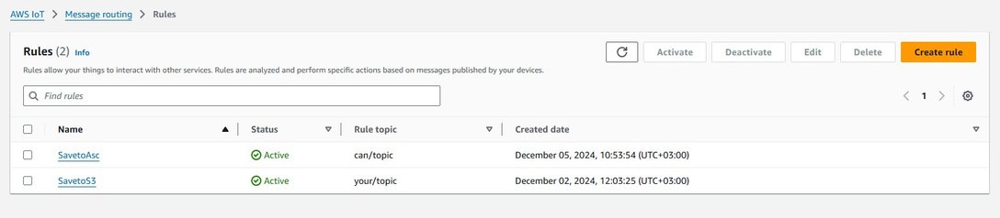 AWS IoT > Message routing > Rules
Rules (2) Info
Activate Deactivate Edit Delete Create rule
Rules allow your things to interact with other services. Rules are analyzed and perform specific actions based on messages published by your devices.
Find rules
1
Name Status Rule topic Created date
SavetoAsc Active can/topic December 05, 2024, 10:53:54 (UTC+03:00)
SavetoS3 Active your/topic December 02, 2024, 12:03:25 (UTC+03:00)